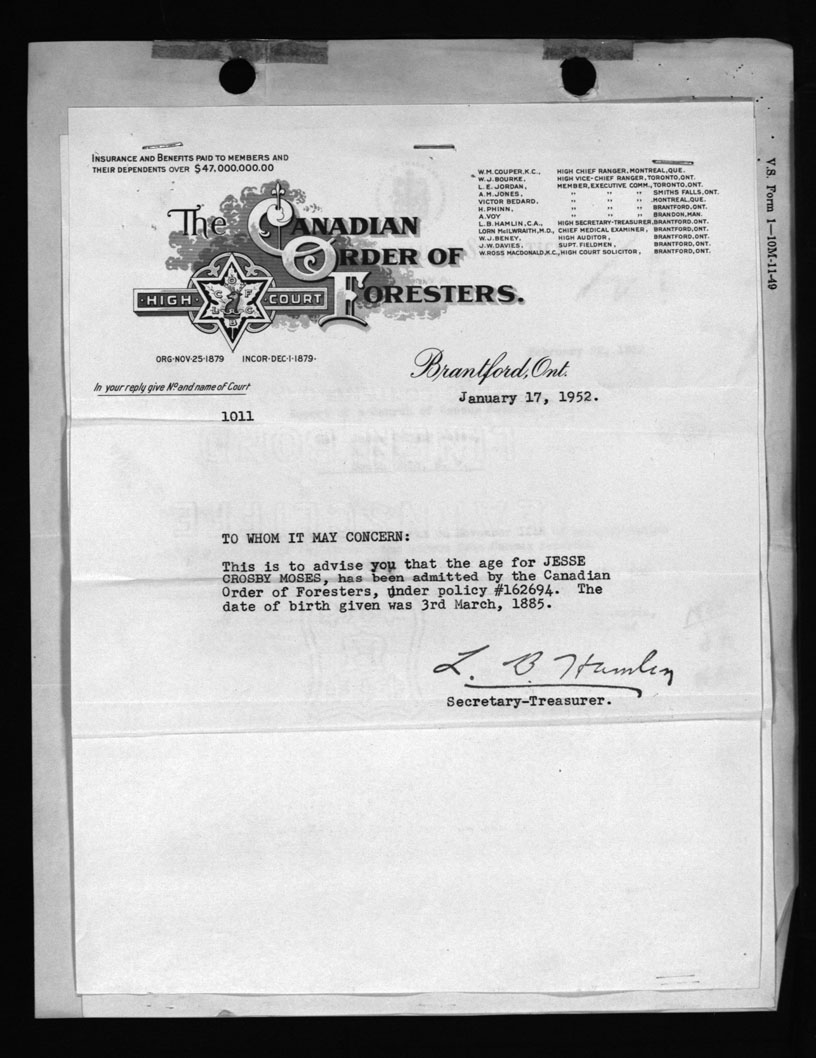 INSURANCE AND BENEFITS PAID TO MEMBERS AND
THEIR DEPENDENTS OVER $47,000,000.00
W.M. COUPER, K.C., HIGH CHIEF RANGER, MONTREAL, QUE.
W.J. BOURKE, HIGH VICE-CHIEF RANGER, TORONTO, ONT.
L.E. JORDAN, MEMBER, EXECUTIVE COMM., TORONTO, ONT.
A.M. JONES, " " " SMITHS FALLS, ONT.
VICTOR BEDARD, " " " MONTREAL, QUE.
H. PHINN, " " " BRANTFORD, ONT.
A. VOY " " " BRANDON, MAN.
L.B. HAMLIN, C.A., HIGH SECRETARY-TREASURER, BRANTFORD, ONT.
LORN McILWRAITH, M.D., CHIEF MEDICAL EXAMINER, BRANTFORD, ONT.
W.J. BENEY, HIGH AUDITOR, BRANTFORD, ONT.
J.W. DAVIES, SUPT. FIELDMEN, BRANTFORD, ONT.
W. ROSS MACDONALD, K.C., HIGH COURT SOLICITOR, BRANTFORD, ONT.
The CANADIAN
ORDER OF
FORESTERS.
·HIGH· COURT
C O F
L B C
ORG·NOV·25·1879 INCOR·DEC·1·1879·
In your reply give No and name of Court
Brantford, Ont.
January 17, 1952.
1011
TO WHOM IT MAY CONCERN:
This is to advise you that the age for JESSE
CROSBY MOSES, has been admitted by the Canadian
Order of Foresters, under policy #162694. The
date of birth given was 3rd March, 1885.
L. B. Hamlin
Secretary-Treasurer.
V.S. Form 1—10M-11-49